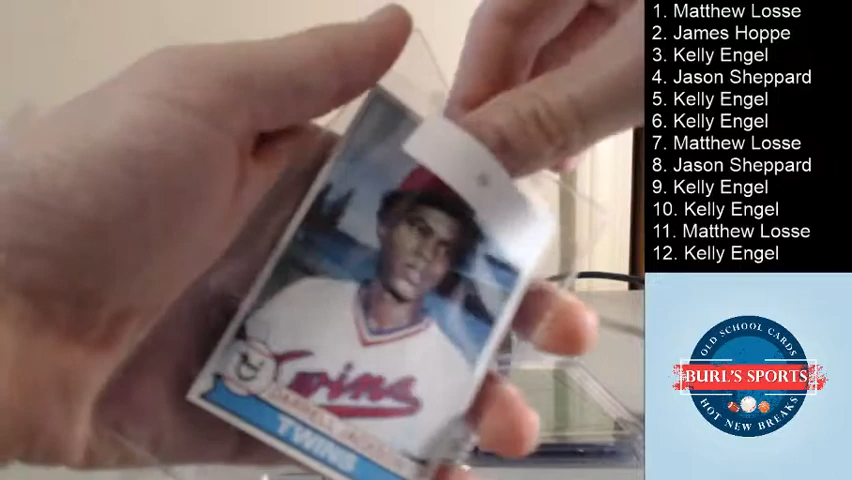 1. Matthew Losse
2. James Hoppe
3. Kelly Engel
4. Jason Sheppard
5. Kelly Engel
6. Kelly Engel
7. Matthew Losse
8. Jason Sheppard
9. Kelly Engel
10. Kelly Engel
11. Matthew Losse
12. Kelly Engel
Twins
DARRELL JACKSON
TWINS
OLD SCHOOL CARDS
BURL'S SPORTS
HOT NEW BREAKS